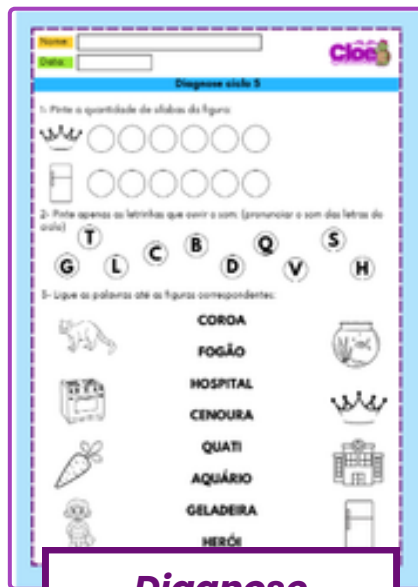 Nome:
Cloe
Data:
Diagnose ciclo 5
1- Pinte a quantidade de sílabas da figura:
2- Pinte apenas as letrinhas que ouvir o som: (pronunciar o som das letras do
ciclo)
T C B Q S
G L D V H
3- Ligue as palavras até as figuras correspondentes:
COROA
FOGÃO
HOSPITAL
CENOURA
QUATI
AQUÁRIO
GELADEIRA
HERÓI
Diagnose